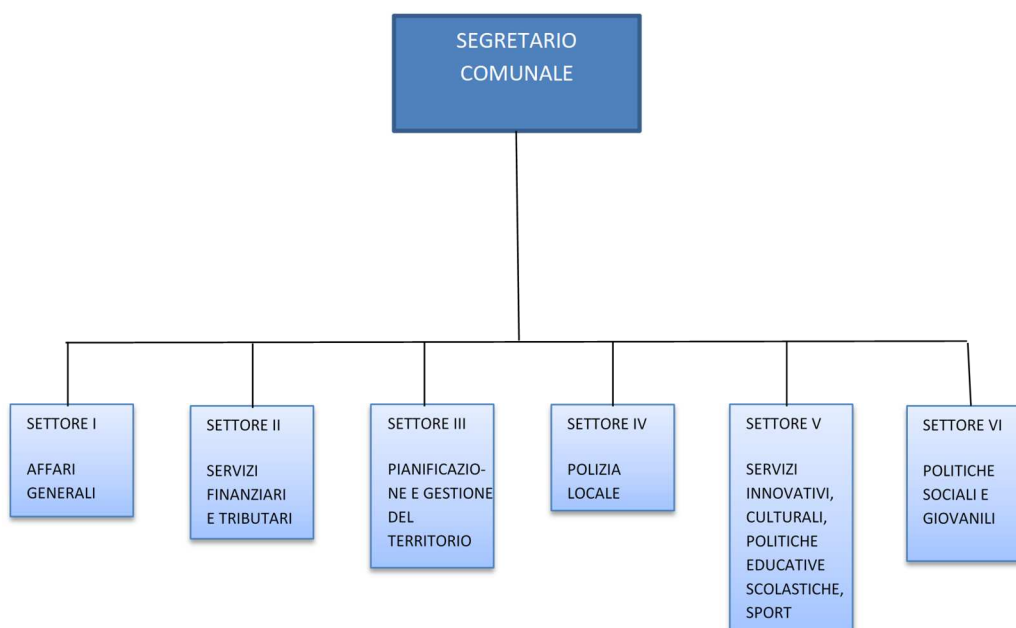 SEGRETARIO
COMUNALE
SETTORE I
AFFARI
GENERALI
SETTORE II
SERVIZI
FINANZIARI
E TRIBUTARI
SETTORE III
PIANIFICAZIO-
NE E GESTIONE
DEL
TERRITORIO
SETTORE IV
POLIZIA
LOCALE
SETTORE V
SERVIZI
INNOVATIVI,
CULTURALI,
POLITICHE
EDUCATIVE
SCOLASTICHE,
SPORT
SETTORE VI
POLITICHE
SOCIALI E
GIOVANILI